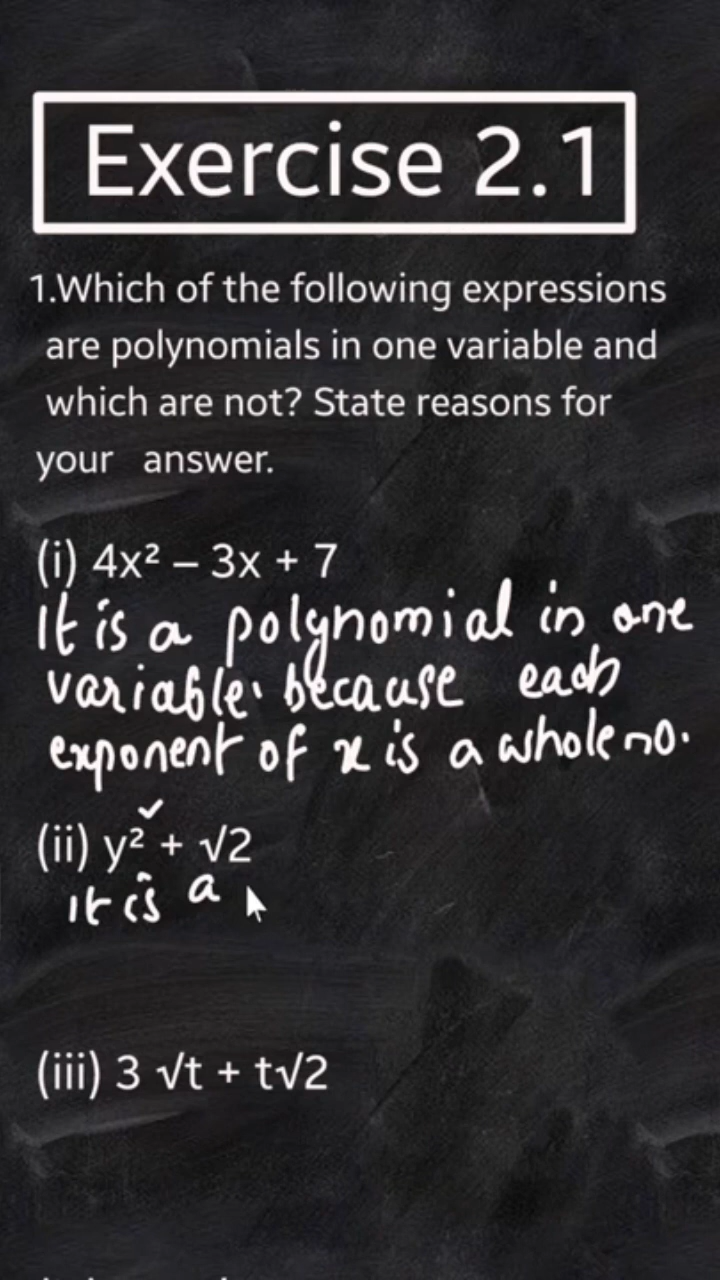 Exercise 2.1
1.Which of the following expressions
are polynomials in one variable and
which are not? State reasons for
your answer.
(i) 4x² – 3x + 7
It is a polynomial in one
variable. because each
exponent of x is a whole no.
(ii) y² + √2
It is a
(iii) 3 √t + t√2